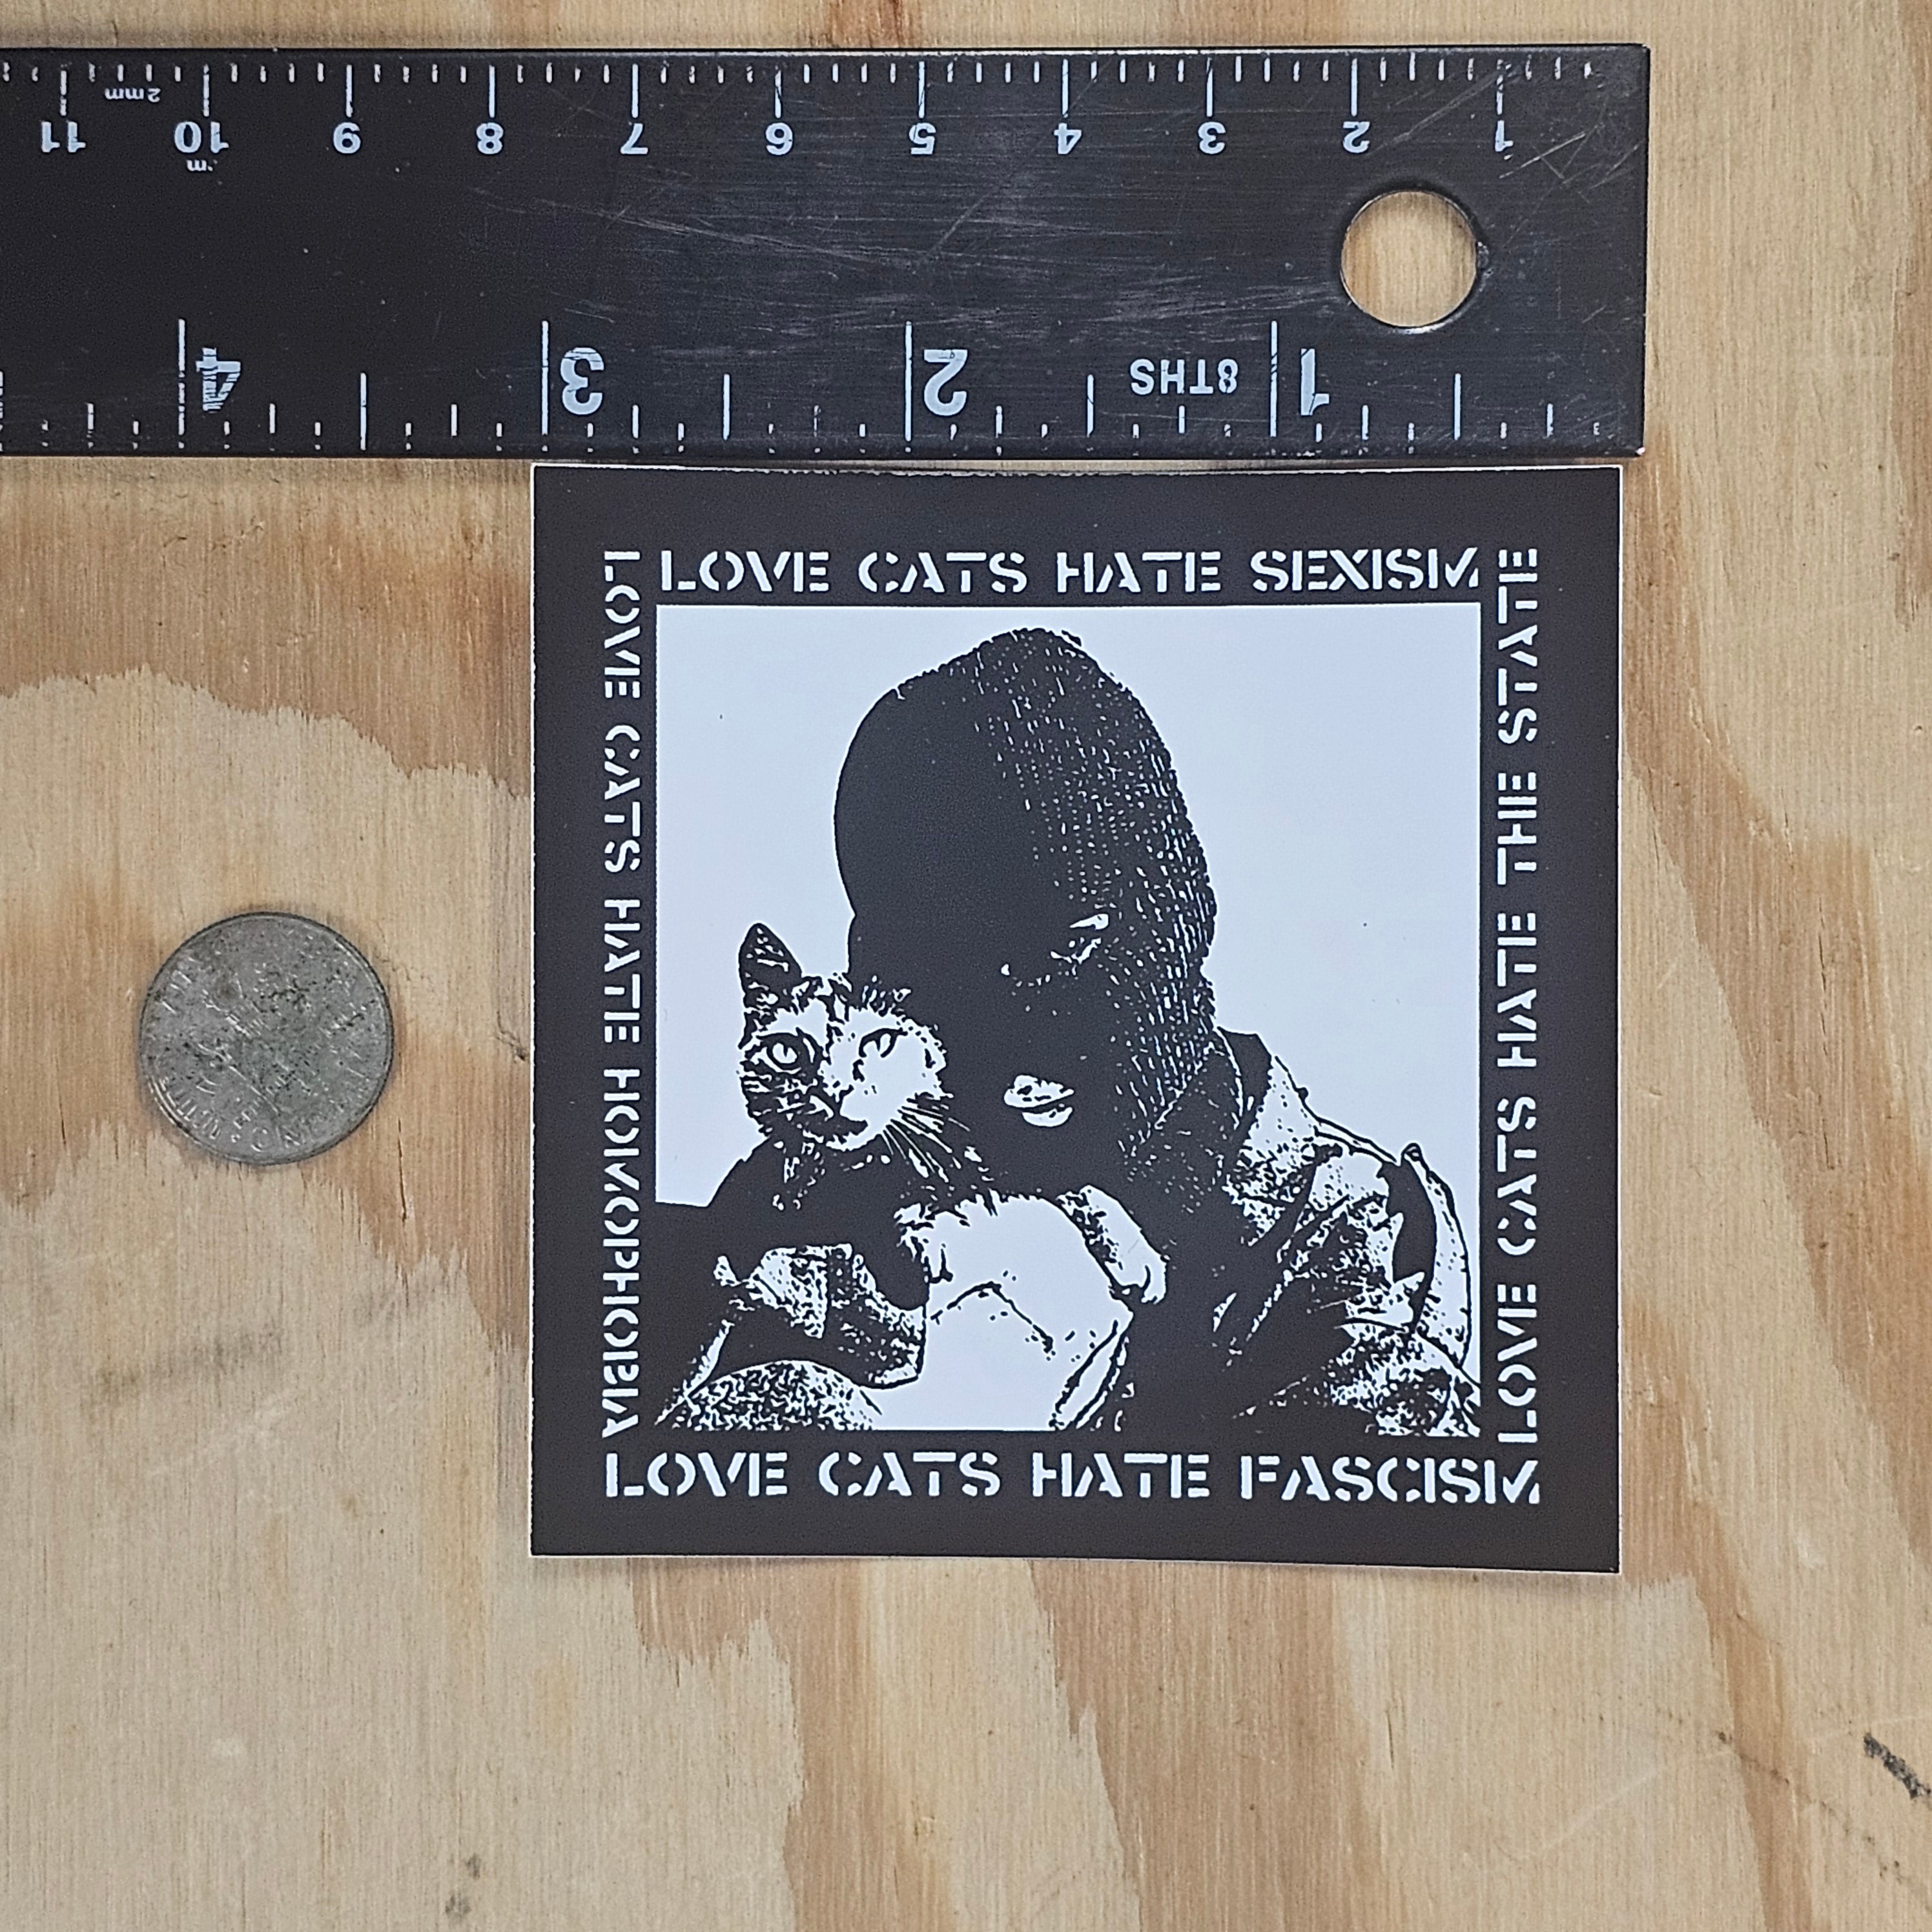 11 10 9 8 7 6 5 4 3 2 1
2mm
4 3 2 8THS 1
LOVE CATS HATE SEXISM
LOVE CATS HATE HOMOPHOBIA
LOVE CATS HATE THE STATE
LOVE CATS HATE FASCISM